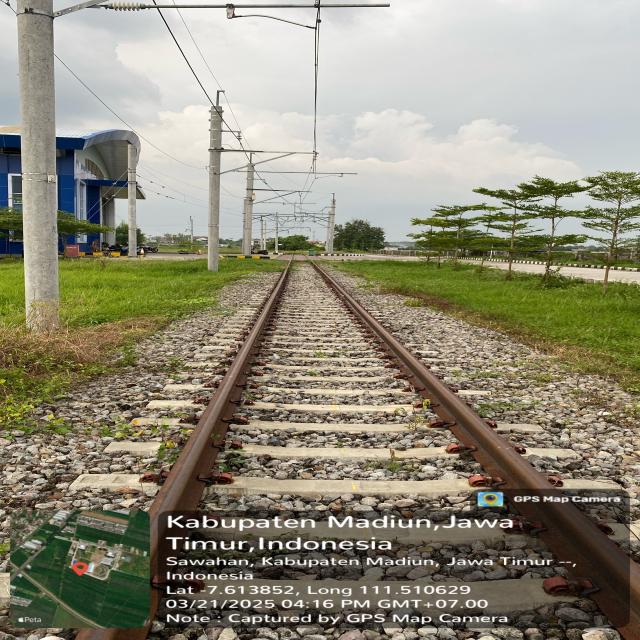 GPS Map Camera
Kabupaten Madiun,Jawa
Timur,Indonesia
Sawahan, Kabupaten Madiun, Jawa Timur --,
Indonesia
Lat -7.613852, Long 111.510629
03/21/2025 04:16 PM GMT+07.00
Note : Captured by GPS Map Camera
Peta